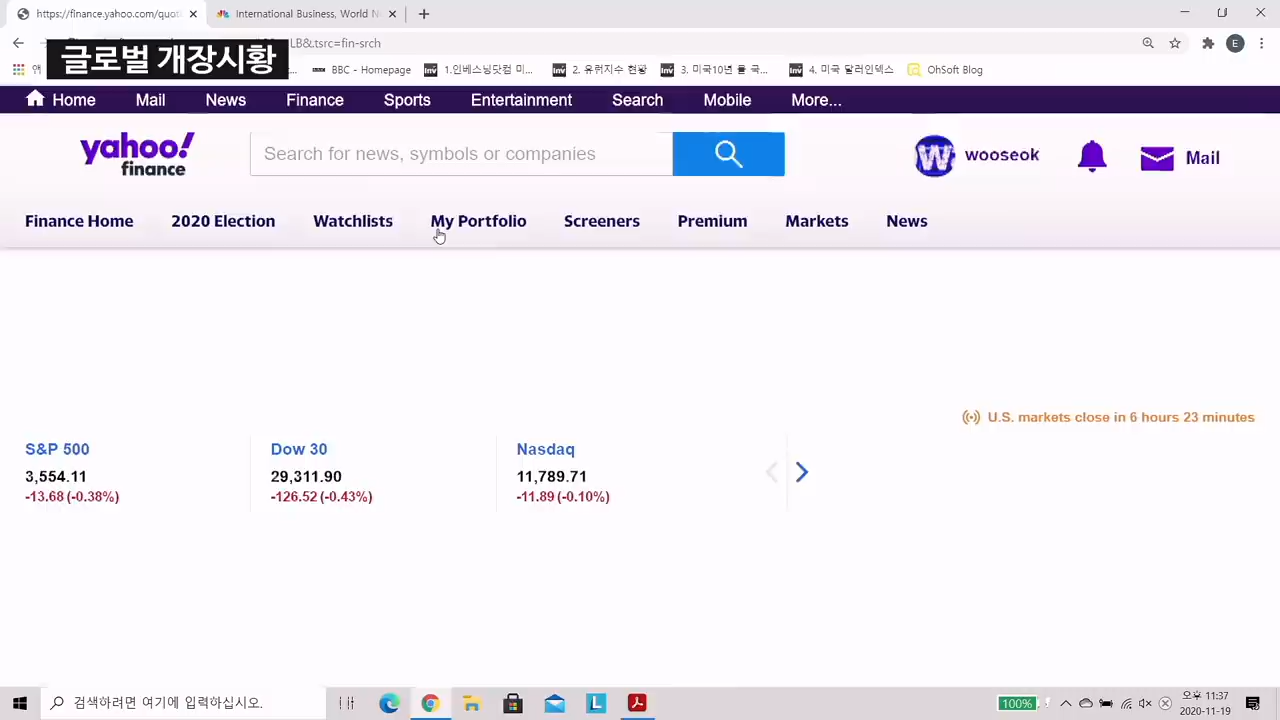 https://finance.yahoo.com/quot
International Business, World N
LB&tsrc=fin-srch
글로벌 개장시황
BBC - Homepage
1.인베스팅닷컴 미...
2. 유럽지수 현황
3. 미국10년 물 국...
4. 미국 달러인덱스
OhSoft Blog
Home Mail News Finance Sports Entertainment Search Mobile More...
yahoo!
finance
Search for news, symbols or companies
W
wooseok
Mail
Finance Home 2020 Election Watchlists My Portfolio Screeners Premium Markets News
U.S. markets close in 6 hours 23 minutes
S&P 500
3,554.11
-13.68 (-0.38%)
Dow 30
29,311.90
-126.52 (-0.43%)
Nasdaq
11,789.71
-11.89 (-0.10%)
검색하려면 여기에 입력하십시오.
100%
오후 11:37
2020-11-19